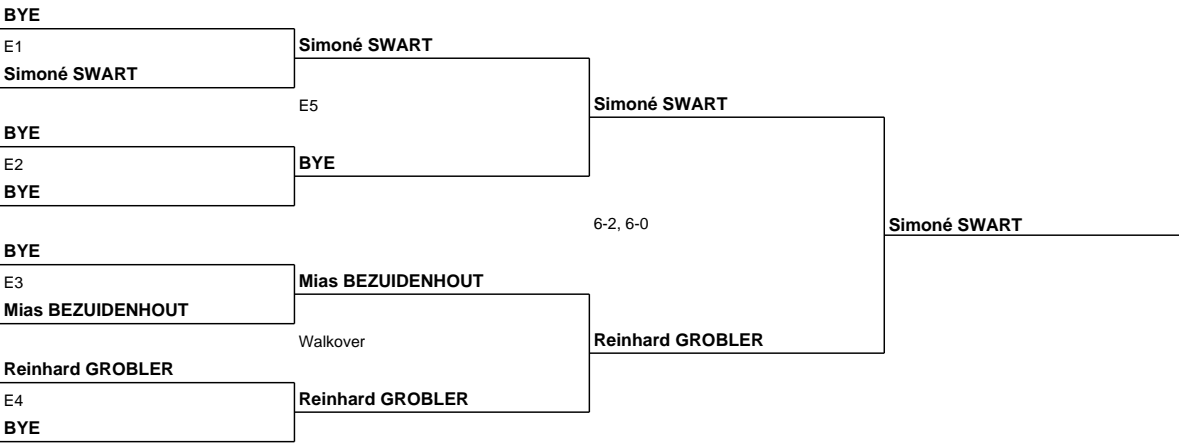 BYE
E1
Simoné SWART
Simoné SWART
E5
Simoné SWART
BYE
E2
BYE
BYE
6-2, 6-0
Simoné SWART
BYE
E3
Mias BEZUIDENHOUT
Mias BEZUIDENHOUT
Walkover
Reinhard GROBLER
Reinhard GROBLER
E4
Reinhard GROBLER
BYE